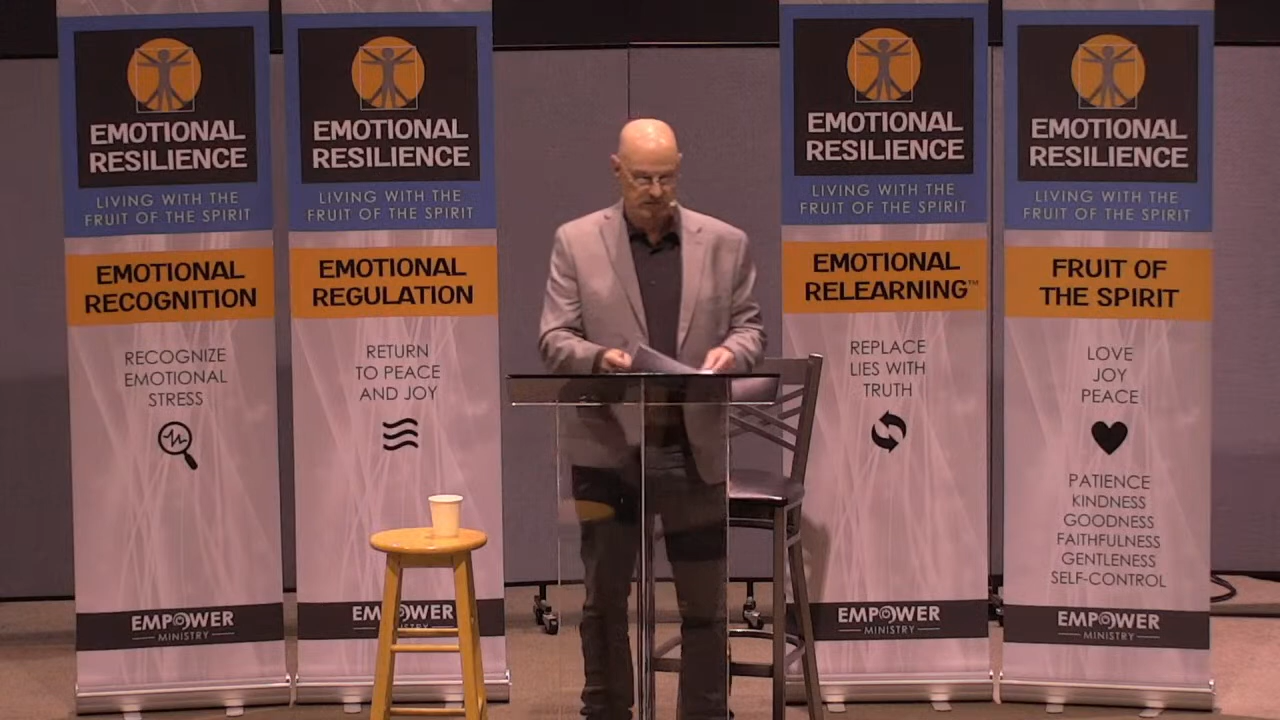 EMOTIONAL
RESILIENCE
LIVING WITH THE
FRUIT OF THE SPIRIT
EMOTIONAL
RECOGNITION
RECOGNIZE
EMOTIONAL
STRESS
EMPOWER
MINISTRY
EMOTIONAL
RESILIENCE
LIVING WITH THE
FRUIT OF THE SPIRIT
EMOTIONAL
REGULATION
RETURN
TO PEACE
AND JOY
EMPOWER
MINISTRY
EMOTIONAL
RESILIENCE
LIVING WITH THE
FRUIT OF THE SPIRIT
EMOTIONAL
RELEARNING™
REPLACE
LIES WITH
TRUTH
EMPOWER
MINISTRY
EMOTIONAL
RESILIENCE
LIVING WITH THE
FRUIT OF THE SPIRIT
FRUIT OF
THE SPIRIT
LOVE
JOY
PEACE
PATIENCE
KINDNESS
GOODNESS
FAITHFULNESS
GENTLENESS
SELF-CONTROL
EMPOWER
MINISTRY